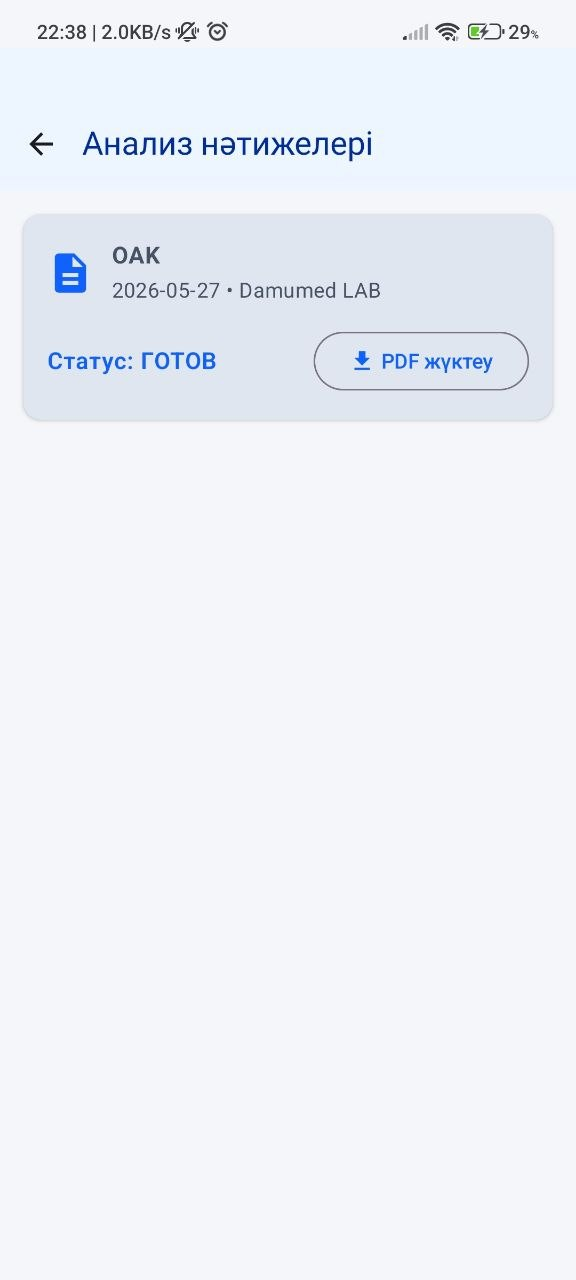 22:38 | 2.0KB/s 29%
Анализ нәтижелері
ОАК
2026-05-27 • Damumed LAB
Статус: ГОТОВ
PDF жүктеу